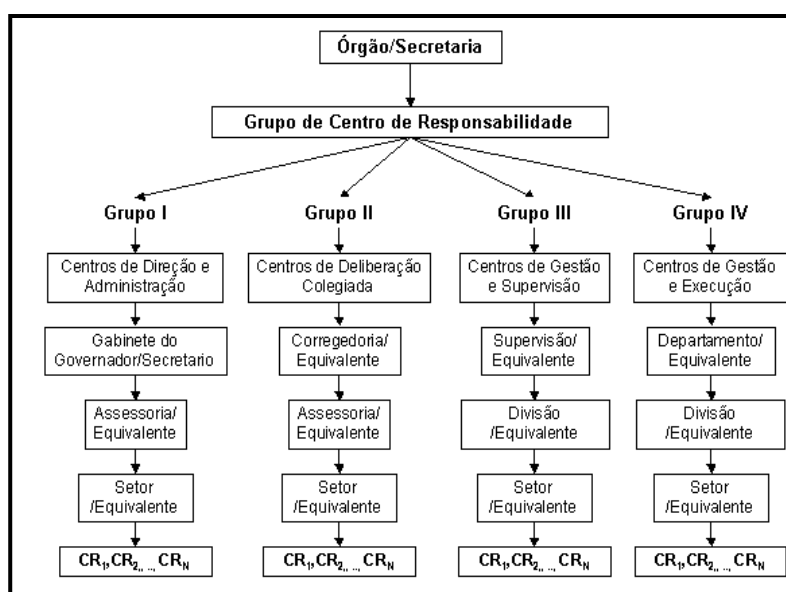 Órgão/Secretaria
Grupo de Centro de Responsabilidade
Grupo I
Grupo II
Grupo III
Grupo IV
Centros de Direção e
Administração
Centros de Deliberação
Colegiada
Centros de Gestão
e Supervisão
Centros de Gestão
e Execução
Gabinete do
Governador/Secretario
Corregedoria/
Equivalente
Supervisão/
Equivalente
Departamento/
Equivalente
Assessoria/
Equivalente
Assessoria/
Equivalente
Divisão
/Equivalente
Divisão
/Equivalente
Setor
/Equivalente
Setor
/Equivalente
Setor
/Equivalente
Setor
/Equivalente
CR1,CR2,, .., CRN
CR1,CR2,, .., CRN
CR1,CR2,, .., CRN
CR1,CR2,, .., CRN